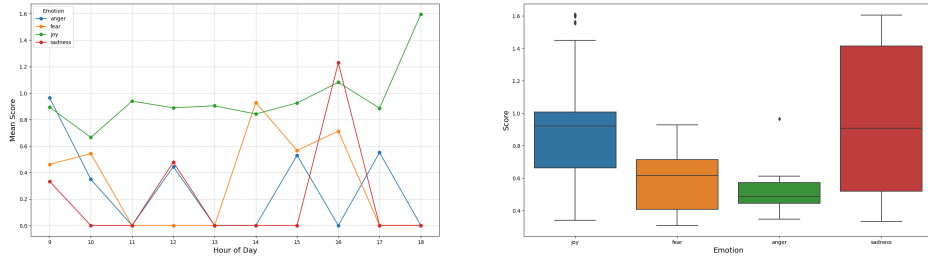 Emotion
anger
fear
joy
sadness
1.6
1.4
1.2
1.0
0.8
0.6
0.4
0.2
0.0
Mean Score
9 10 11 12 13 14 15 16 17 18
Hour of Day
1.6
1.4
1.2
1.0
0.8
0.6
0.4
Score
joy fear anger sadness
Emotion